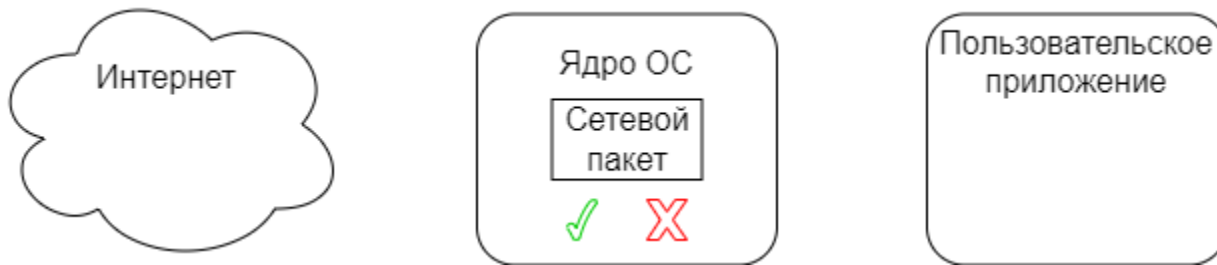 Интернет
Ядро ОС
Сетевой
пакет
Пользовательское
приложение